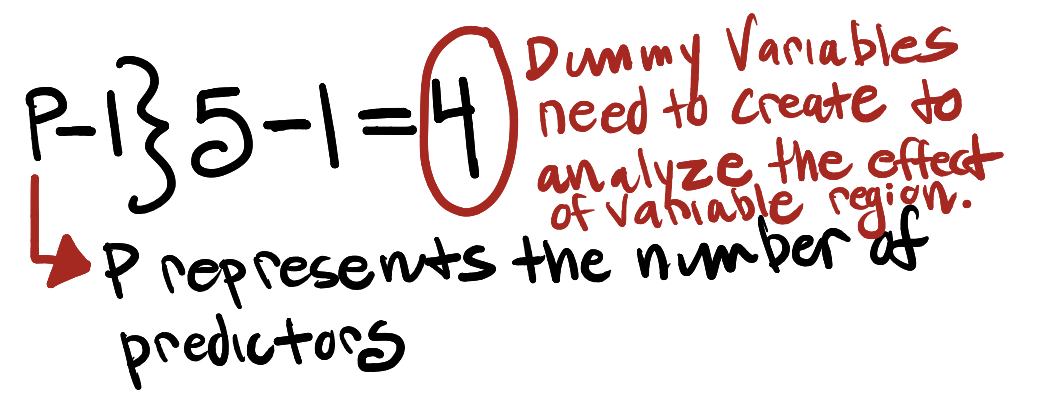 P-1} 5-1=4
Dummy Variables
need to create to
analyze the effect
of variable region.
P represents the number of
predictors